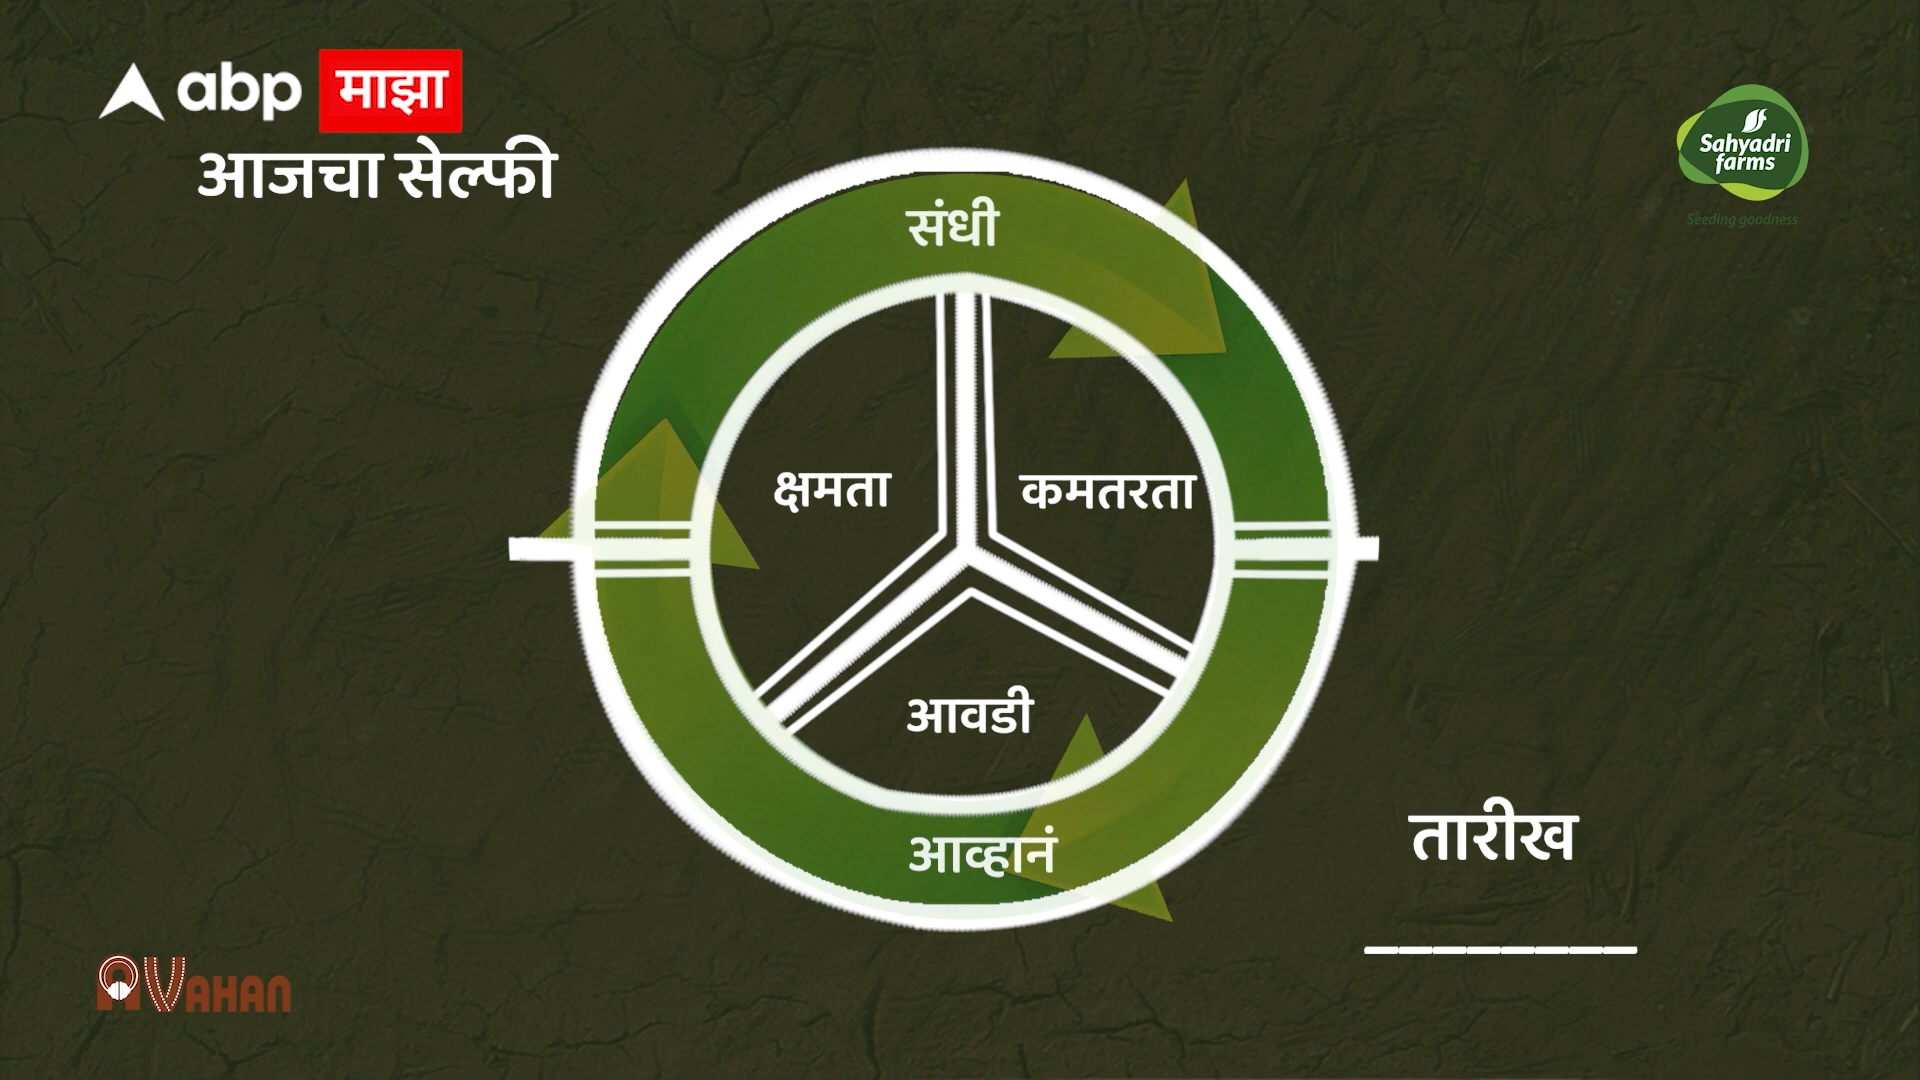 abp माझा
आजचा सेल्फी
Sahyadri
farms
Seeding goodness
संधी
क्षमता
कमतरता
आवडी
आव्हानं
तारीख
AVAHAN